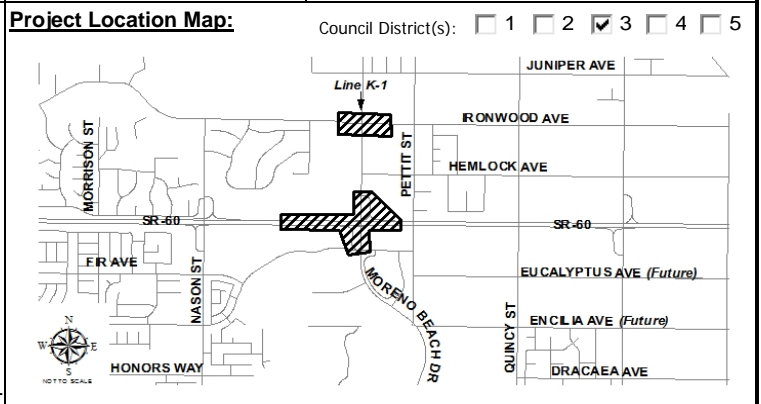 Project Location Map:
Council District(s): 1 2 3 4 5
JUNIPER AVE
Line K-1
IRONWOOD AVE
MORRISON ST
PETTIT ST
HEMLOCK AVE
SR-60
SR-60
FIR AVE
NASON ST
MORENO BEACH DR
EUCALYPTUS AVE (Future)
QUINCY ST
ENCILIA AVE (Future)
N
W E
S
NOT TO SCALE
HONORS WAY
DRACAEA AVE